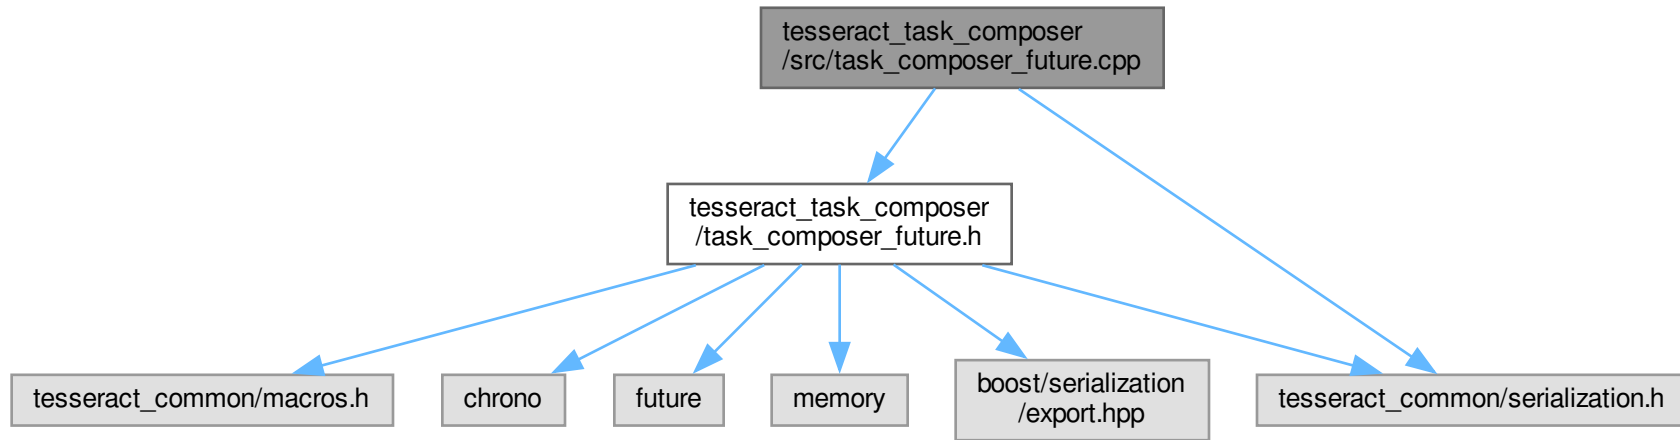 tesseract_task_composer
/src/task_composer_future.cpp
tesseract_task_composer
/task_composer_future.h
tesseract_common/macros.h
chrono
future
memory
boost/serialization
/export.hpp
tesseract_common/serialization.h